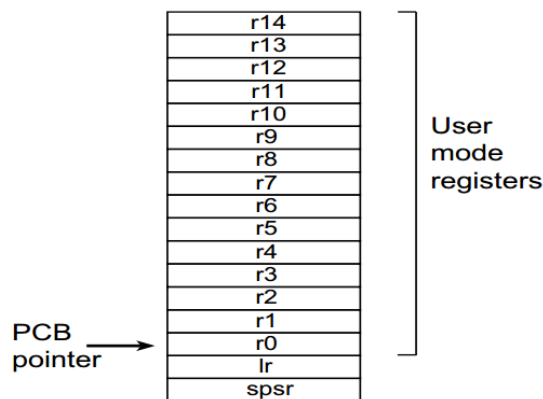 r14
r13
r12
r11
r10
r9
r8
r7
r6
r5
r4
r3
r2
r1
r0
lr
spsr
User
mode
registers
PCB
pointer